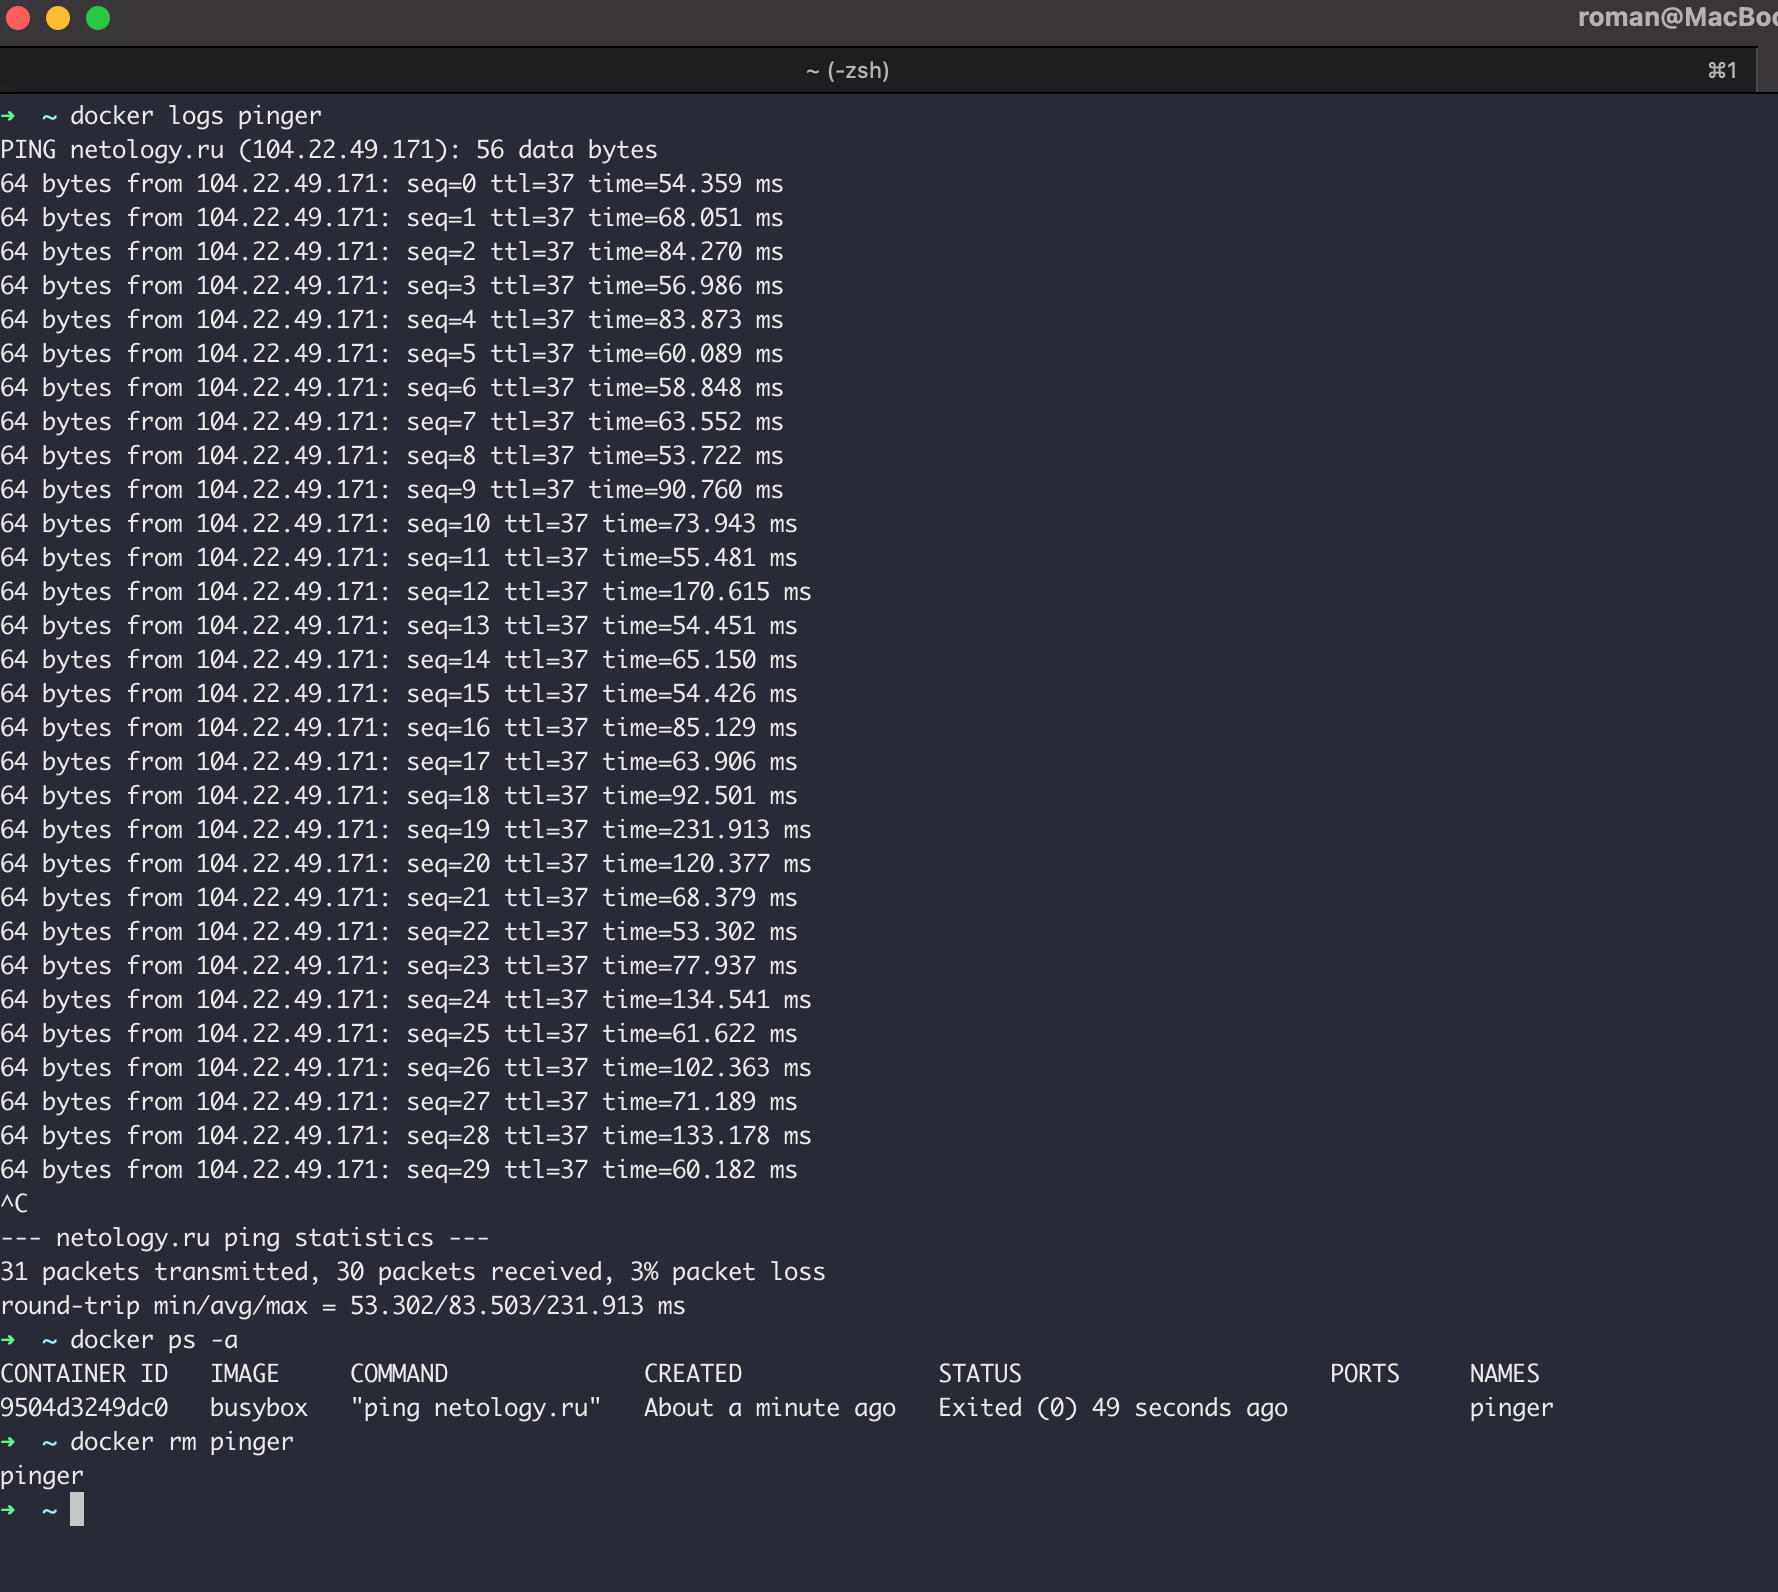 roman@MacBoo
~ (-zsh) ⌘1
➜ ~ docker logs pinger
PING netology.ru (104.22.49.171): 56 data bytes
64 bytes from 104.22.49.171: seq=0 ttl=37 time=54.359 ms
64 bytes from 104.22.49.171: seq=1 ttl=37 time=68.051 ms
64 bytes from 104.22.49.171: seq=2 ttl=37 time=84.270 ms
64 bytes from 104.22.49.171: seq=3 ttl=37 time=56.986 ms
64 bytes from 104.22.49.171: seq=4 ttl=37 time=83.873 ms
64 bytes from 104.22.49.171: seq=5 ttl=37 time=60.089 ms
64 bytes from 104.22.49.171: seq=6 ttl=37 time=58.848 ms
64 bytes from 104.22.49.171: seq=7 ttl=37 time=63.552 ms
64 bytes from 104.22.49.171: seq=8 ttl=37 time=53.722 ms
64 bytes from 104.22.49.171: seq=9 ttl=37 time=90.760 ms
64 bytes from 104.22.49.171: seq=10 ttl=37 time=73.943 ms
64 bytes from 104.22.49.171: seq=11 ttl=37 time=55.481 ms
64 bytes from 104.22.49.171: seq=12 ttl=37 time=170.615 ms
64 bytes from 104.22.49.171: seq=13 ttl=37 time=54.451 ms
64 bytes from 104.22.49.171: seq=14 ttl=37 time=65.150 ms
64 bytes from 104.22.49.171: seq=15 ttl=37 time=54.426 ms
64 bytes from 104.22.49.171: seq=16 ttl=37 time=85.129 ms
64 bytes from 104.22.49.171: seq=17 ttl=37 time=63.906 ms
64 bytes from 104.22.49.171: seq=18 ttl=37 time=92.501 ms
64 bytes from 104.22.49.171: seq=19 ttl=37 time=231.913 ms
64 bytes from 104.22.49.171: seq=20 ttl=37 time=120.377 ms
64 bytes from 104.22.49.171: seq=21 ttl=37 time=68.379 ms
64 bytes from 104.22.49.171: seq=22 ttl=37 time=53.302 ms
64 bytes from 104.22.49.171: seq=23 ttl=37 time=77.937 ms
64 bytes from 104.22.49.171: seq=24 ttl=37 time=134.541 ms
64 bytes from 104.22.49.171: seq=25 ttl=37 time=61.622 ms
64 bytes from 104.22.49.171: seq=26 ttl=37 time=102.363 ms
64 bytes from 104.22.49.171: seq=27 ttl=37 time=71.189 ms
64 bytes from 104.22.49.171: seq=28 ttl=37 time=133.178 ms
64 bytes from 104.22.49.171: seq=29 ttl=37 time=60.182 ms
^C
--- netology.ru ping statistics ---
31 packets transmitted, 30 packets received, 3% packet loss
round-trip min/avg/max = 53.302/83.503/231.913 ms
➜ ~ docker ps -a
CONTAINER ID IMAGE COMMAND CREATED STATUS PORTS NAMES
9504d3249dc0 busybox "ping netology.ru" About a minute ago Exited (0) 49 seconds ago pinger
➜ ~ docker rm pinger
pinger
➜ ~